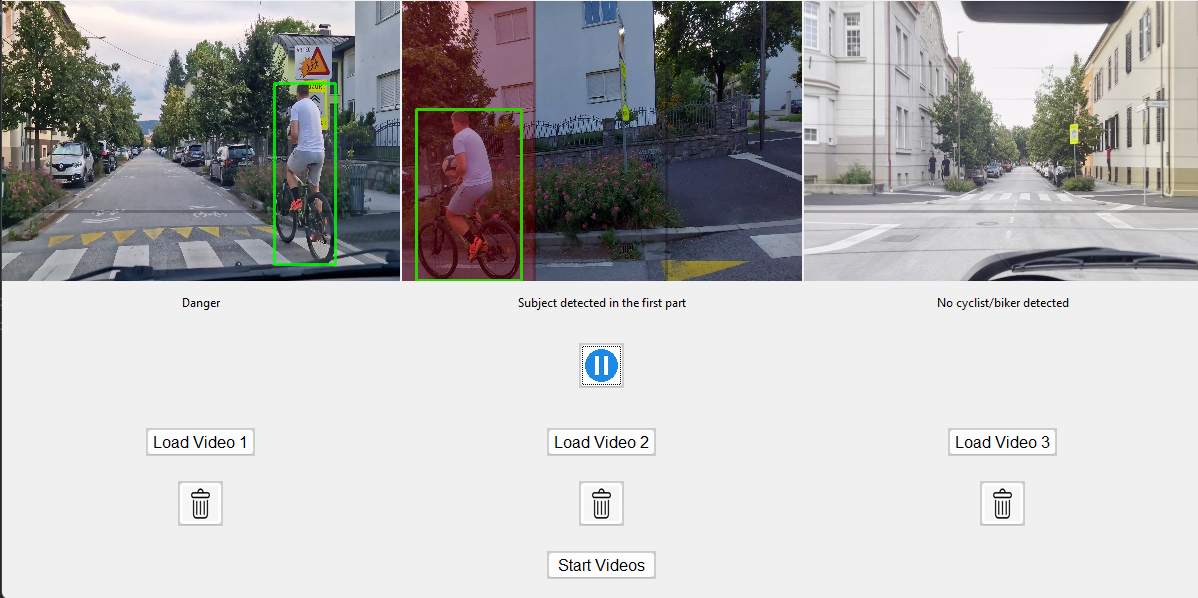 Danger
Subject detected in the first part
No cyclist/biker detected
Load Video 1
Load Video 2
Load Video 3
Start Videos